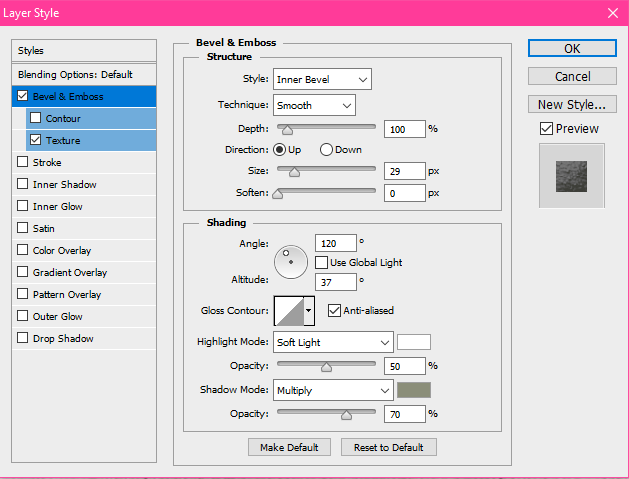 Layer Style
Styles
Blending Options: Default
Bevel & Emboss
Contour
Texture
Stroke
Inner Shadow
Inner Glow
Satin
Color Overlay
Gradient Overlay
Pattern Overlay
Outer Glow
Drop Shadow
Bevel & Emboss
Structure
Style: Inner Bevel
Technique: Smooth
Depth: 100 %
Direction: Up Down
Size: 29 px
Soften: 0 px
Shading
Angle: 120 °
Use Global Light
Altitude: 37 °
Gloss Contour: Anti-aliased
Highlight Mode: Soft Light
Opacity: 50 %
Shadow Mode: Multiply
Opacity: 70 %
Make Default Reset to Default
OK
Cancel
New Style...
Preview